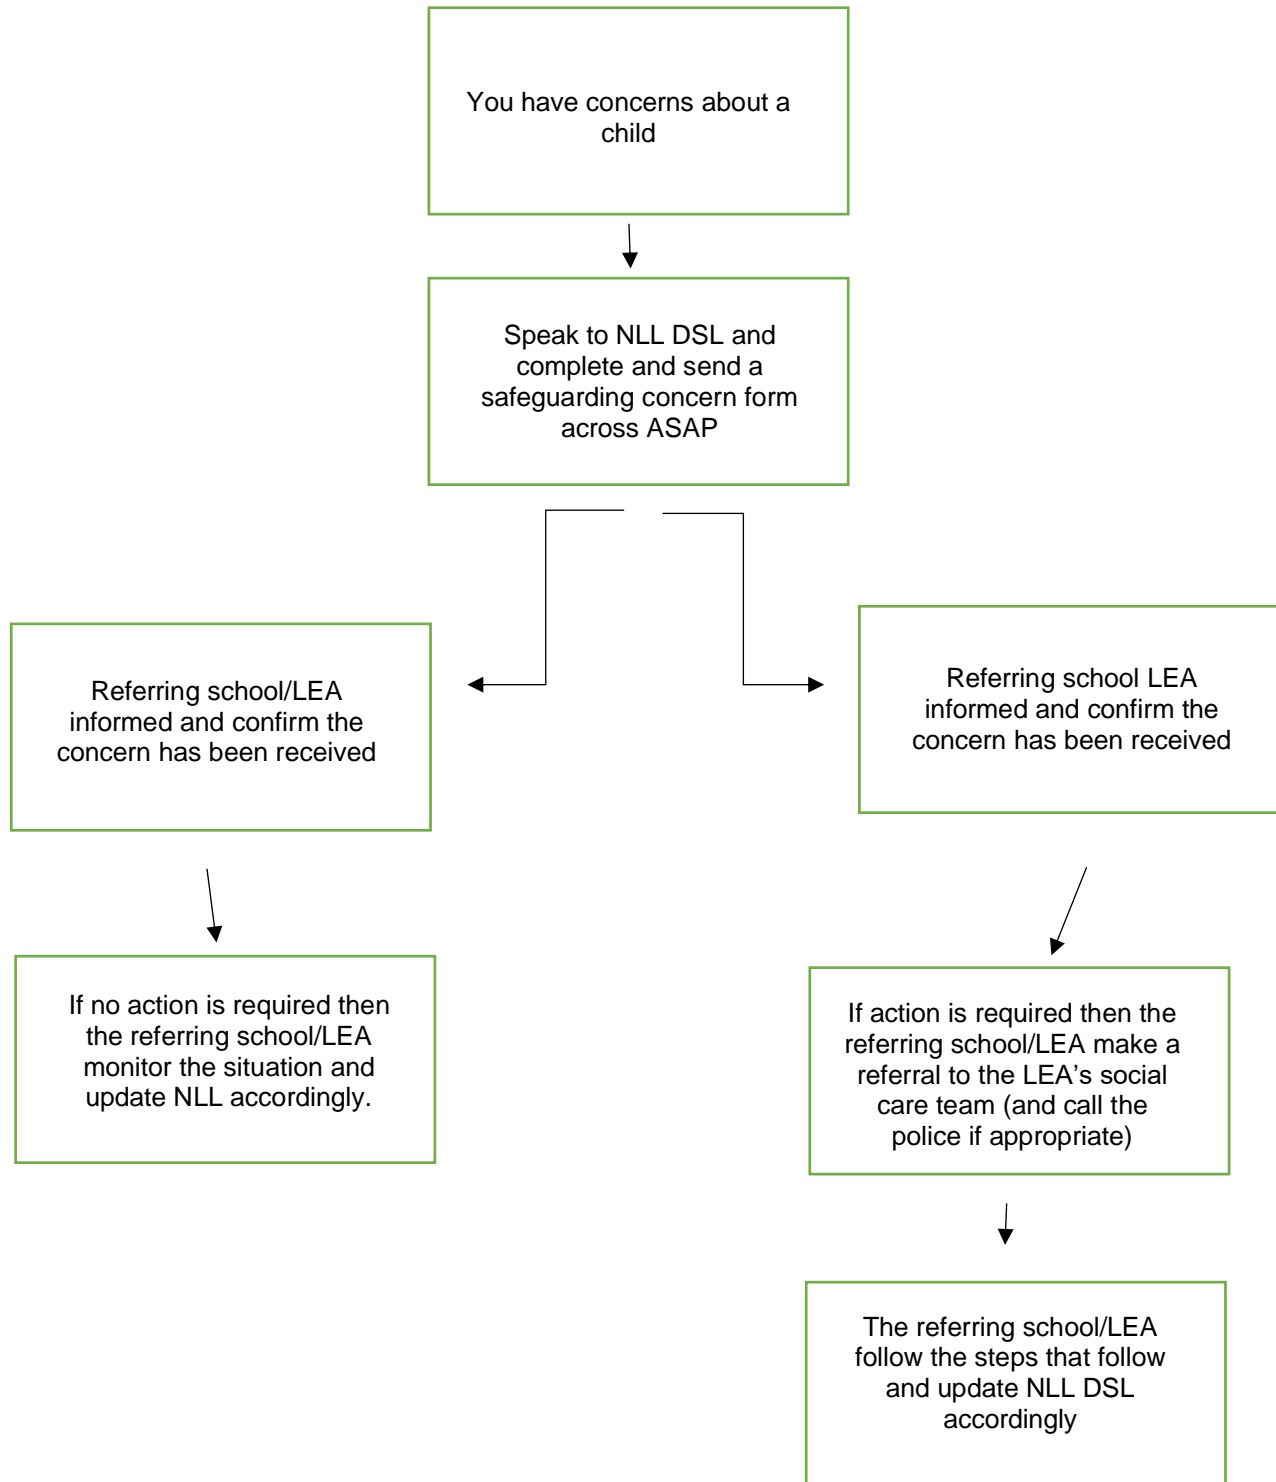 You have concerns about a
child
Speak to NLL DSL and
complete and send a
safeguarding concern form
across ASAP
Referring school/LEA
informed and confirm the
concern has been received
Referring school LEA
informed and confirm the
concern has been received
If no action is required then
the referring school/LEA
monitor the situation and
update NLL accordingly.
If action is required then the
referring school/LEA make a
referral to the LEA’s social
care team (and call the
police if appropriate)
The referring school/LEA
follow the steps that follow
and update NLL DSL
accordingly